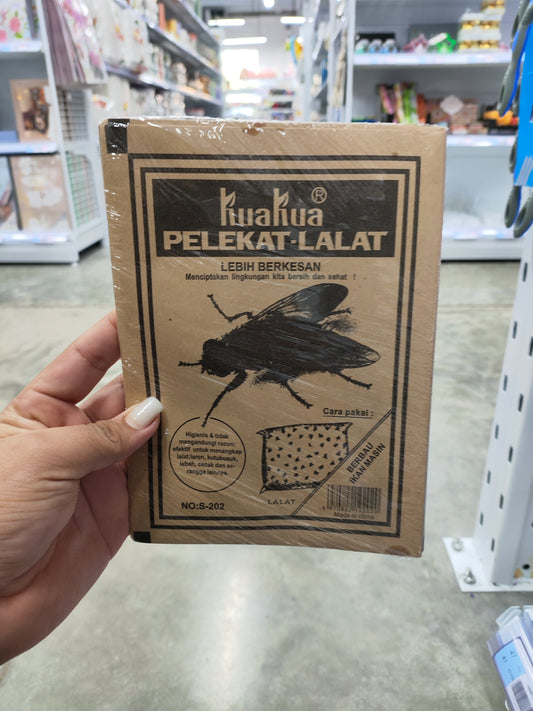 KuaKua®
PELEKAT-LALAT
LEBIH BERKESAN
Menciptakan lingkungan kita bersih dan sehat !
Cara pakai :
Higienis & tidak
mengandungi racun,
efektif untuk menangkap
lalat,laron, kutubusuk,
lebah, cacak dan se-
rangga lainnya.
BERBAU
IKAN MASIN
LALAT
NO:S-202
Made in china